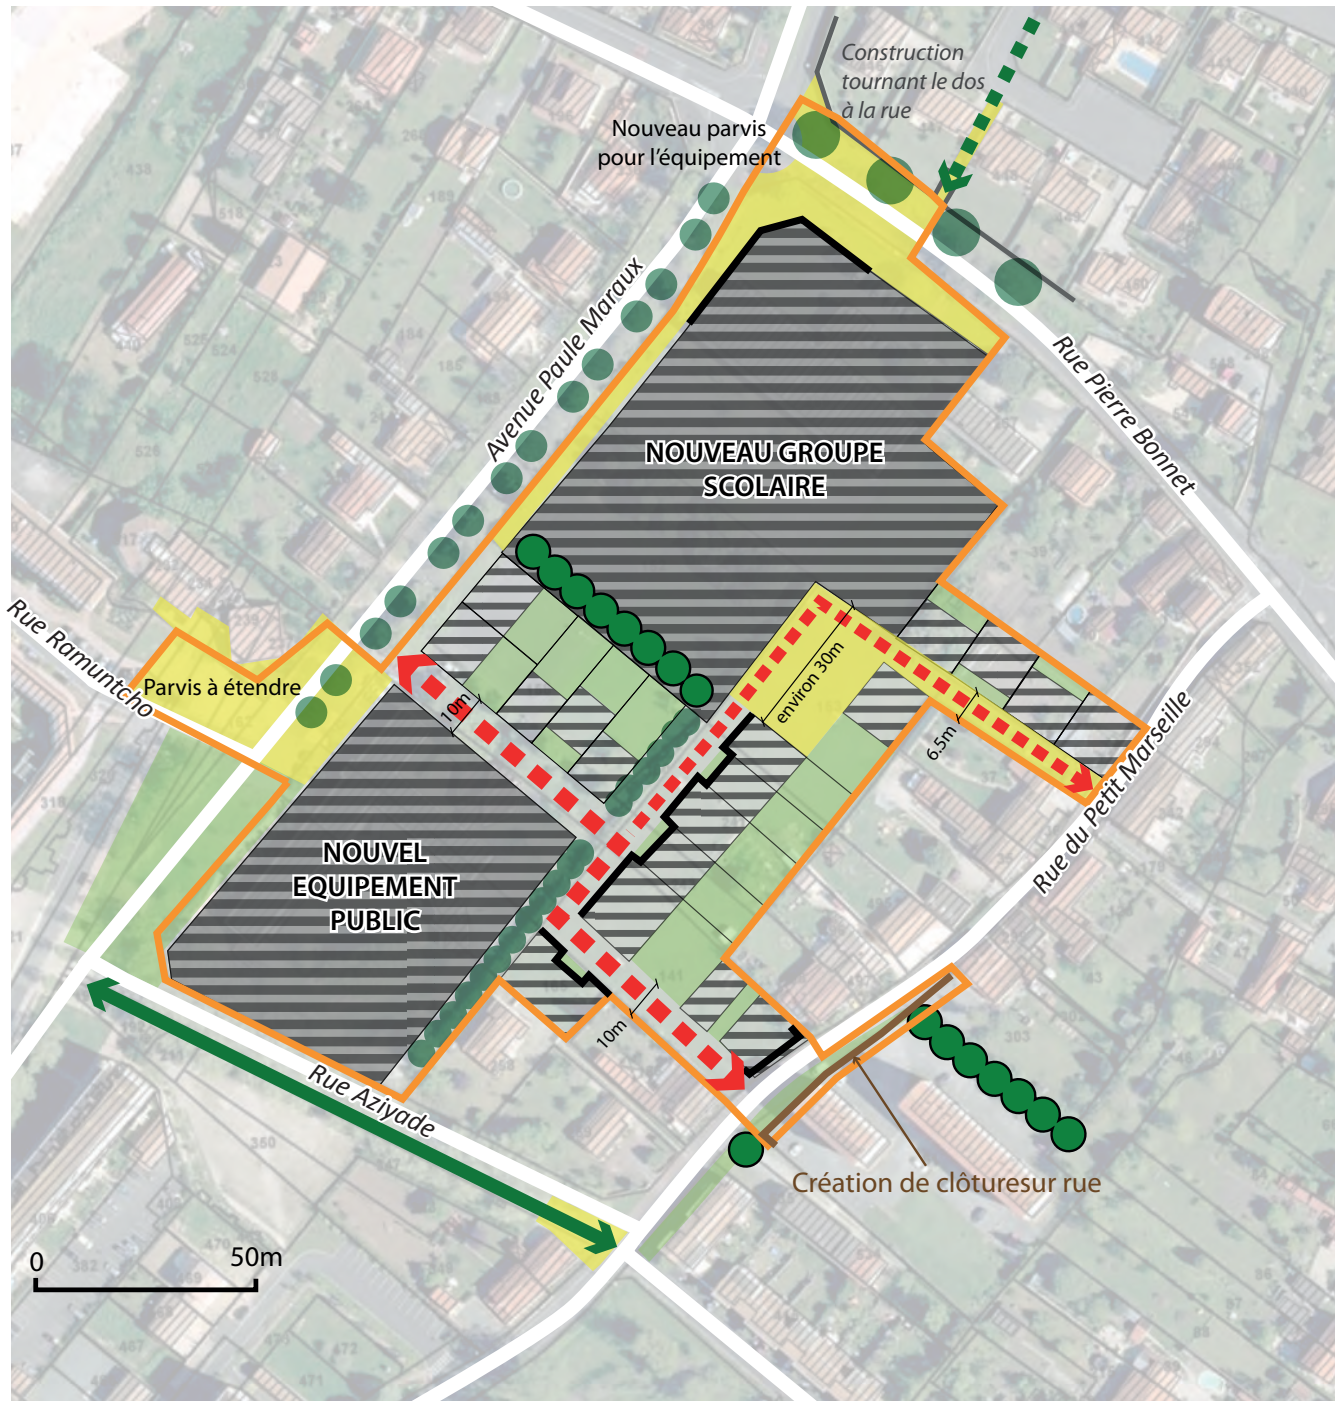 Construction
tournant le dos
à la rue
Nouveau parvis
pour l'équipement
Avenue Paule Maraux
Rue Pierre Bonnet
NOUVEAU GROUPE
SCOLAIRE
Rue Ramuntcho
Parvis à étendre
10m
environ 30m
6.5m
Rue du Petit Marseille
NOUVEL
EQUIPEMENT
PUBLIC
10m
Rue Aziyade
Création de clôturesur rue
0 50m